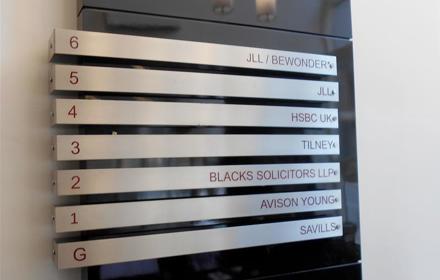 6 JLL / BEWONDER*
5 JLL
4 HSBC UK
3 TILNEY
2 BLACKS SOLICITORS LLP
1 AVISON YOUNG
G SAVILLS